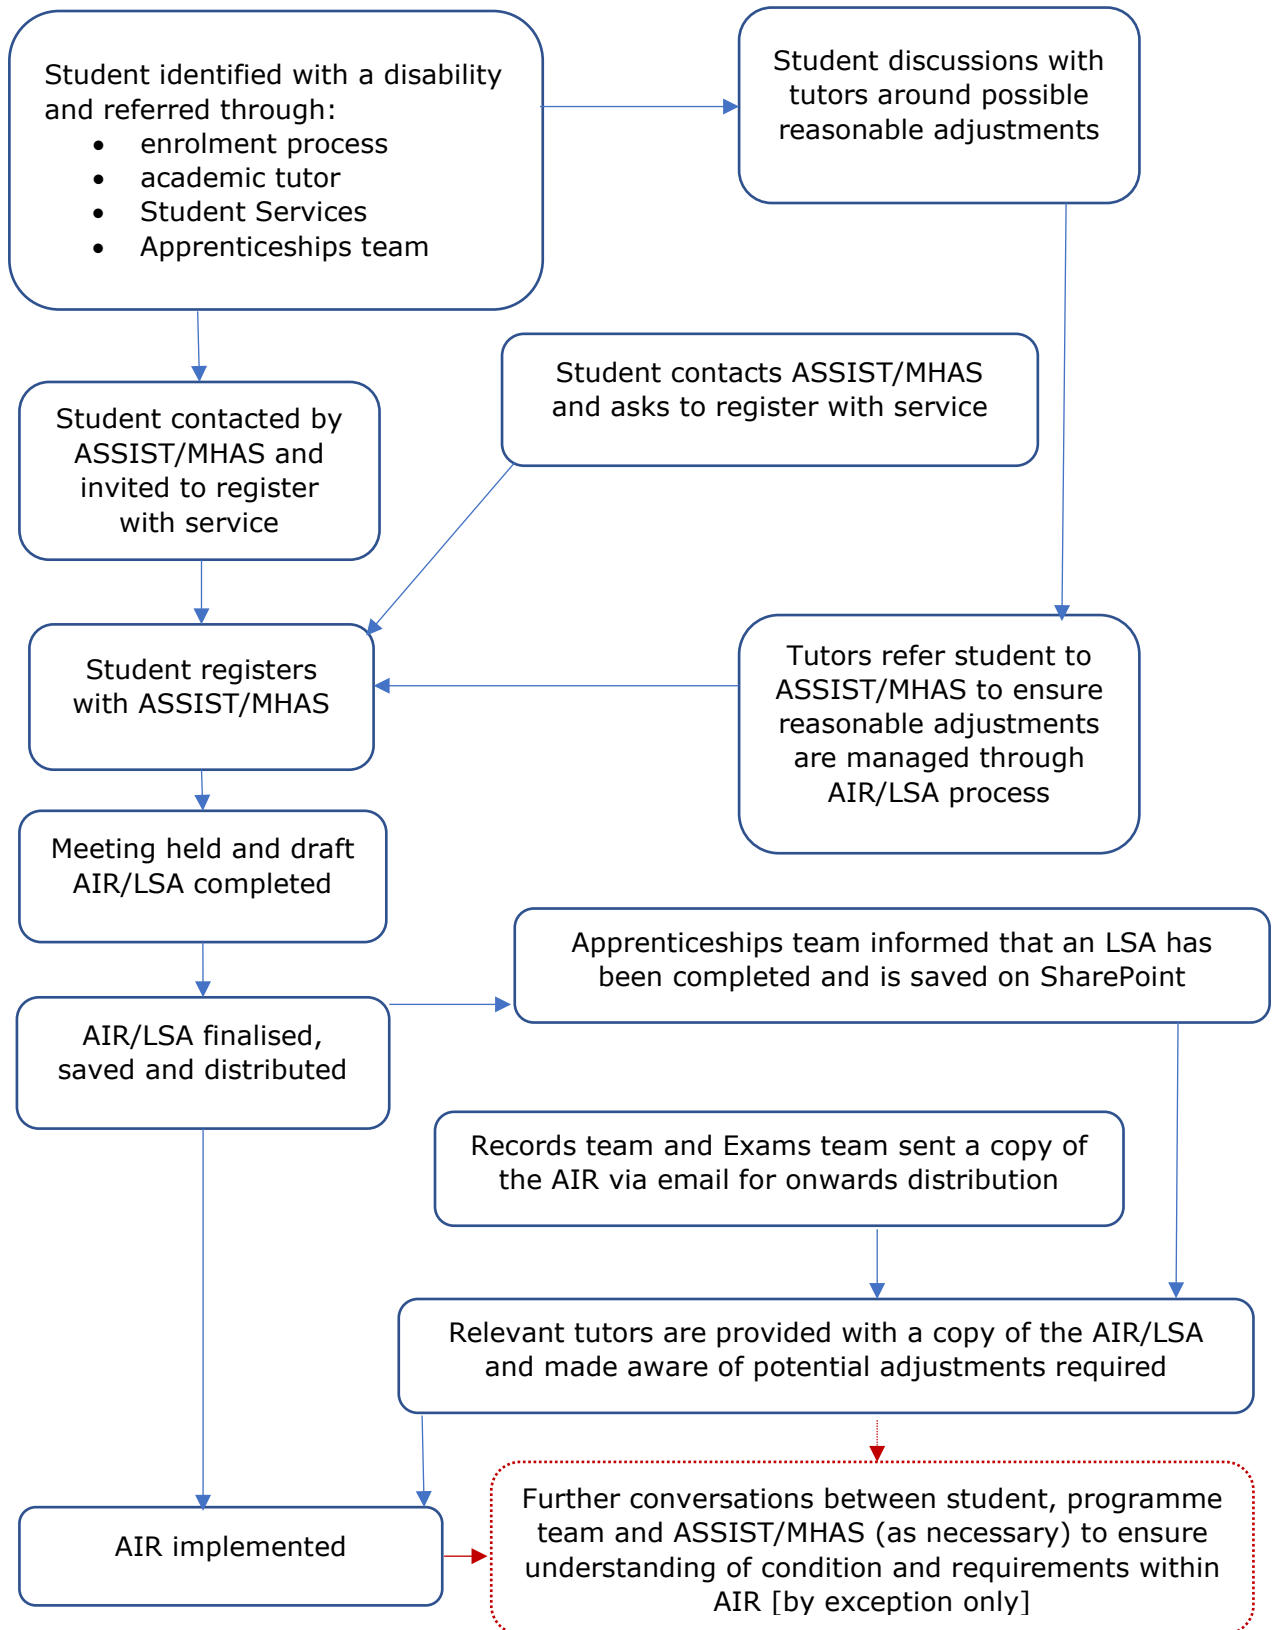 Student identified with a disability
and referred through:
• enrolment process
• academic tutor
• Student Services
• Apprenticeships team
Student discussions with
tutors around possible
reasonable adjustments
Student contacts ASSIST/MHAS
and asks to register with service
Student contacted by
ASSIST/MHAS and
invited to register
with service
Student registers
with ASSIST/MHAS
Tutors refer student to
ASSIST/MHAS to ensure
reasonable adjustments
are managed through
AIR/LSA process
Meeting held and draft
AIR/LSA completed
Apprenticeships team informed that an LSA has
been completed and is saved on SharePoint
AIR/LSA finalised,
saved and distributed
Records team and Exams team sent a copy of
the AIR via email for onwards distribution
Relevant tutors are provided with a copy of the AIR/LSA
and made aware of potential adjustments required
AIR implemented
Further conversations between student, programme
team and ASSIST/MHAS (as necessary) to ensure
understanding of condition and requirements within
AIR [by exception only]